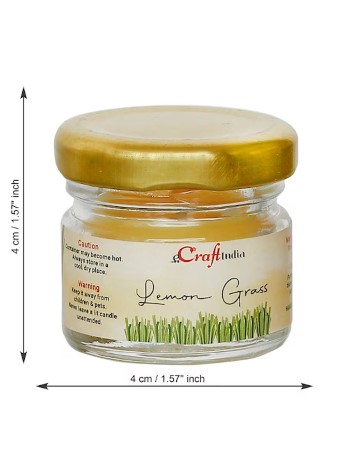 4 cm / 1.57" inch
Caution
Container may become hot.
Always store in a
cool, dry place.
Warning
Keep it away from
children & pets.
Never leave a lit candle
unattended.
eCraftIndia
Lemon Grass
4 cm / 1.57" inch